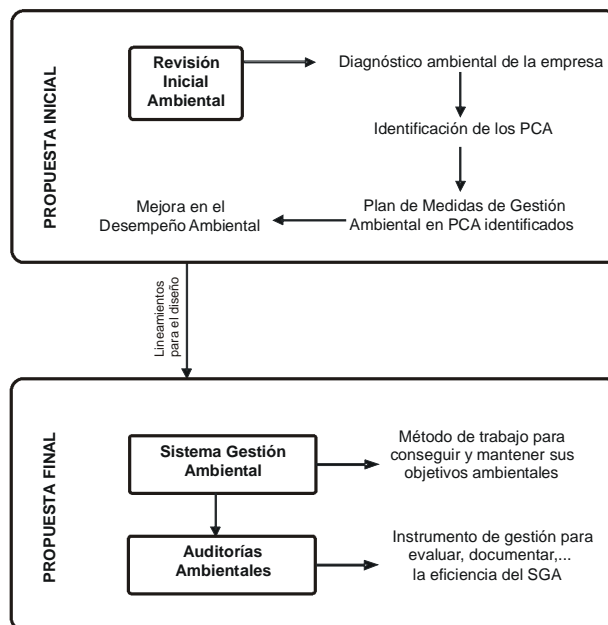 PROPUESTA INICIAL
Revisión
Inicial
Ambiental
Diagnóstico ambiental de la empresa
Identificación de los PCA
Plan de Medidas de Gestión
Ambiental en PCA identificados
Mejora en el
Desempeño Ambiental
Lineamientos
para el diseño
PROPUESTA FINAL
Sistema Gestión
Ambiental
Método de trabajo para
conseguir y mantener sus
objetivos ambientales
Auditorías
Ambientales
Instrumento de gestión para
evaluar, documentar,...
la eficiencia del SGA